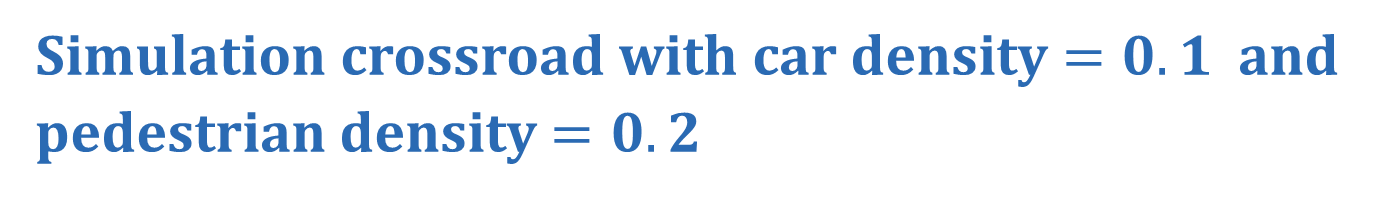 Simulation crossroad with car density = 0.1 and
pedestrian density = 0.2